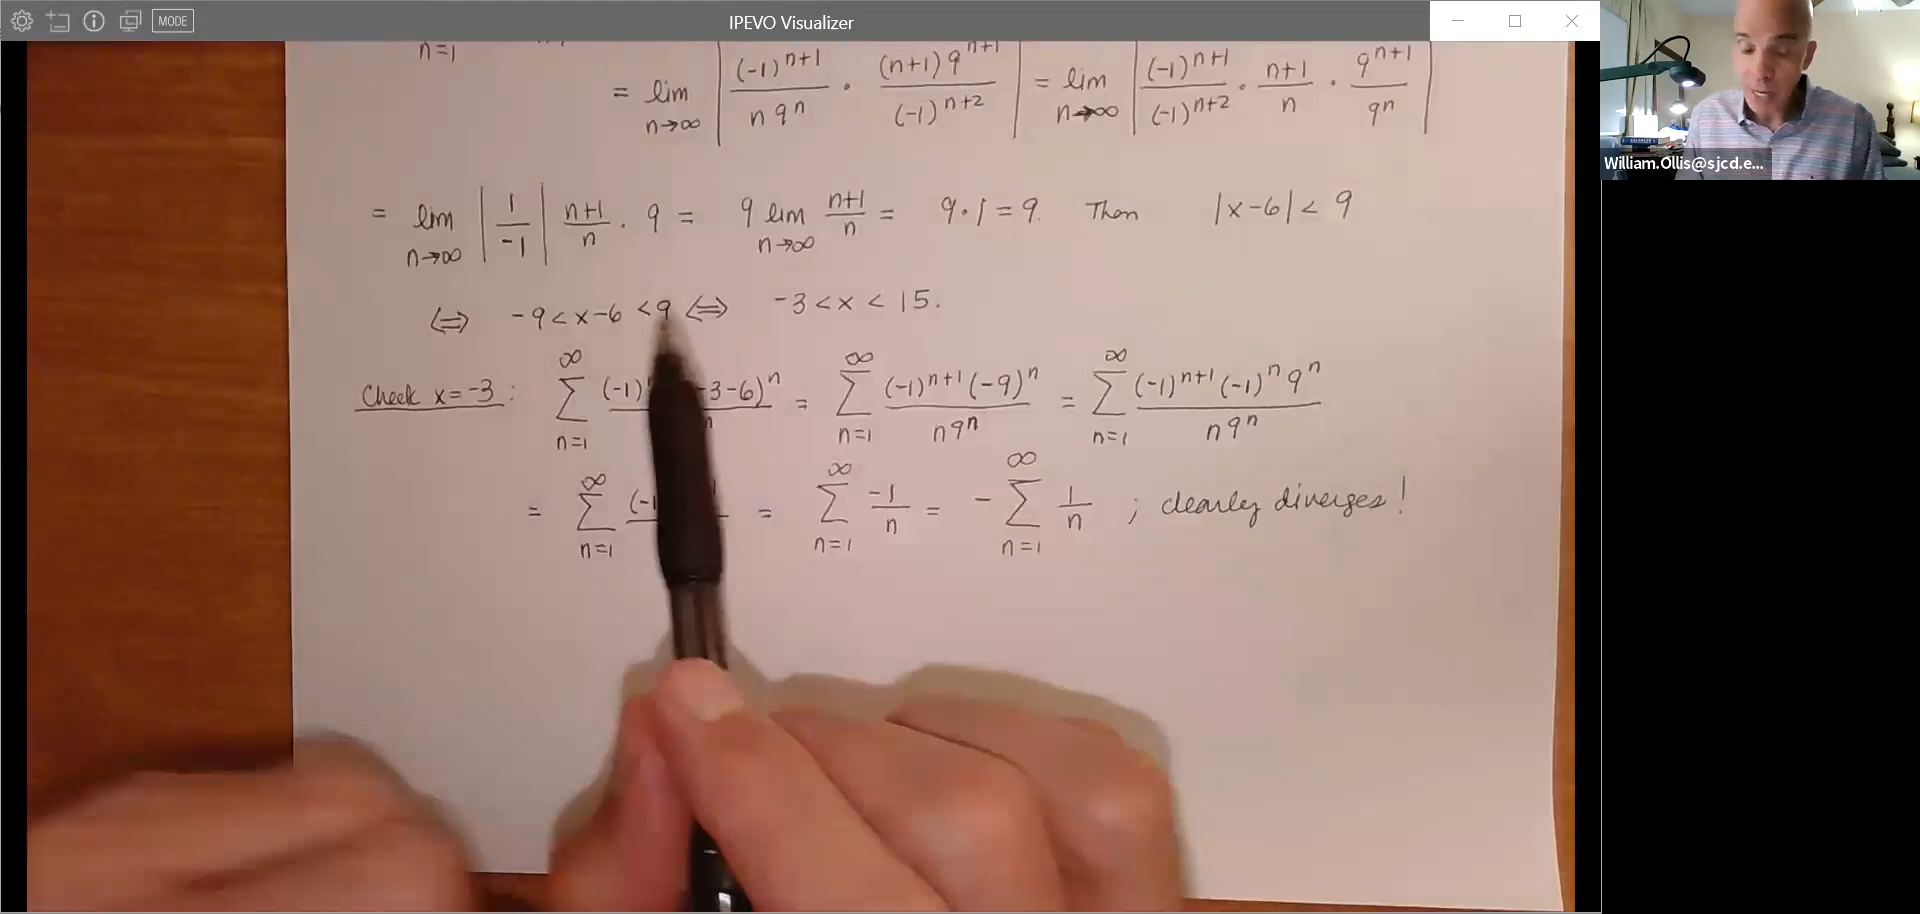 MODE
IPEVO Visualizer
William.Ollis@sjcd.e...
n=1
= lim n→∞ | (-1)^{n+1} / n 9^n · (n+1) 9^{n+1} / (-1)^{n+2} | = lim n→∞ | (-1)^{n+1} / (-1)^{n+2} · n+1 / n · 9^{n+1} / 9^n |
= lim n→∞ | 1 / -1 | n+1 / n · 9 = 9 lim n→∞ n+1 / n = 9·1 = 9. Then |x-6| < 9
⇔ -9 < x-6 < 9 ⇔ -3 < x < 15.
Check x = -3 : ∑_{n=1}^{∞} (-1) -3-6)^n / n = ∑_{n=1}^{∞} (-1)^{n+1} (-9)^n / n 9^n = ∑_{n=1}^{∞} (-1)^{n+1} (-1)^n 9^n / n 9^n
= ∑_{n=1}^{∞} (-1 = ∑_{n=1}^{∞} -1 / n = - ∑_{n=1}^{∞} 1 / n ; clearly diverges!